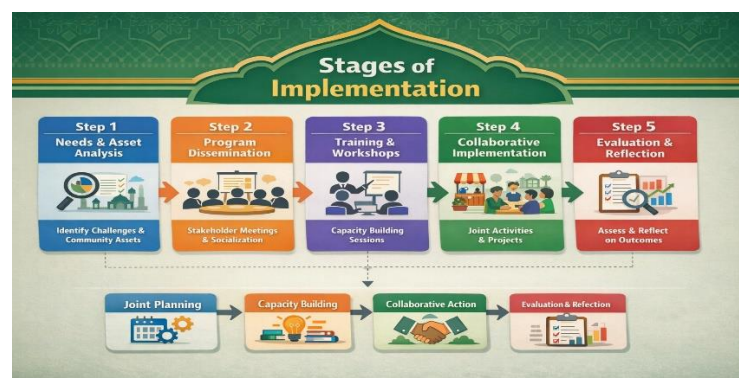 Stages of
Implementation
Step 1
Needs & Asset
Analysis
Identify Challenges &
Community Assets
Step 2
Program
Dissemination
Stakeholder Meetings
& Socialization
Step 3
Training &
Workshops
Capacity Building
Sessions
Step 4
Collaborative
Implementation
Joint Activities
& Projects
Step 5
Evaluation &
Reflection
Assess & Reflect
on Outcomes
Joint Planning
Capacity Building
Collaborative Action
Evaluation & Refection